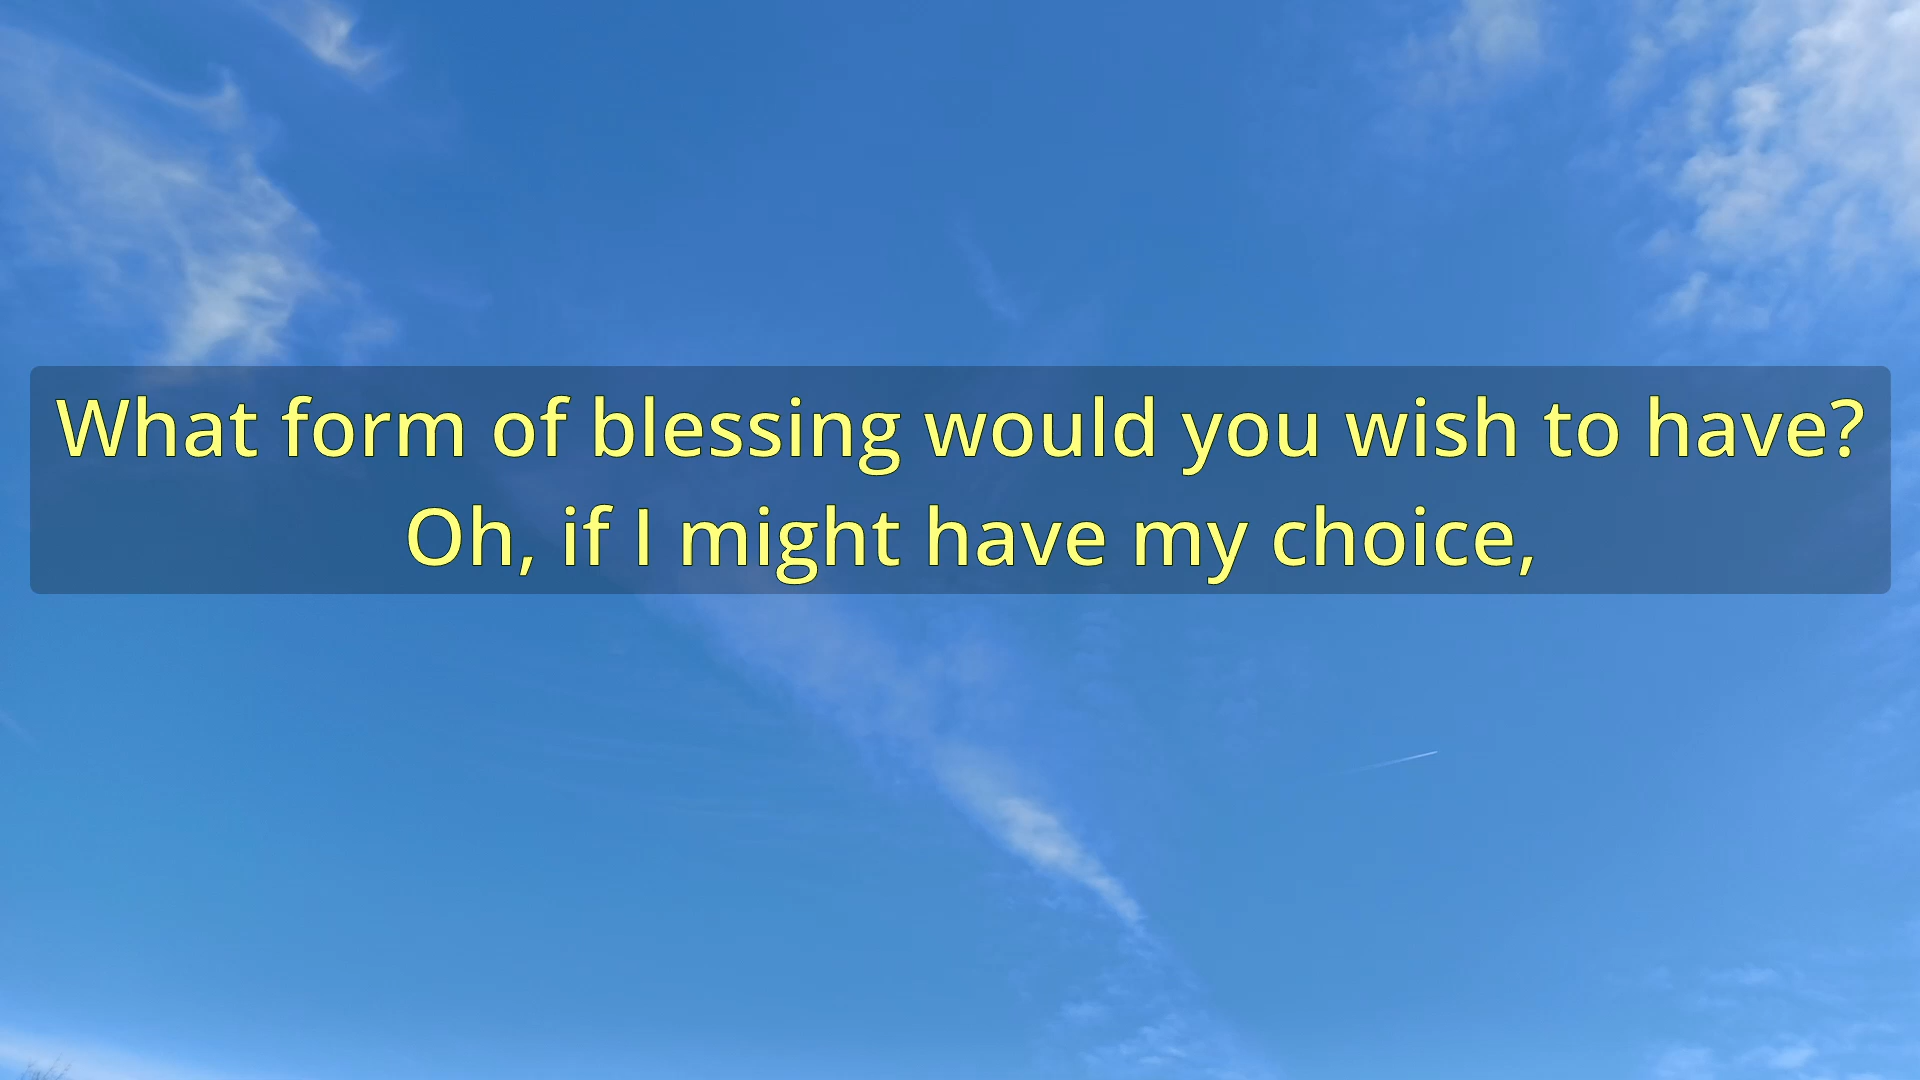 What form of blessing would you wish to have?
Oh, if I might have my choice,